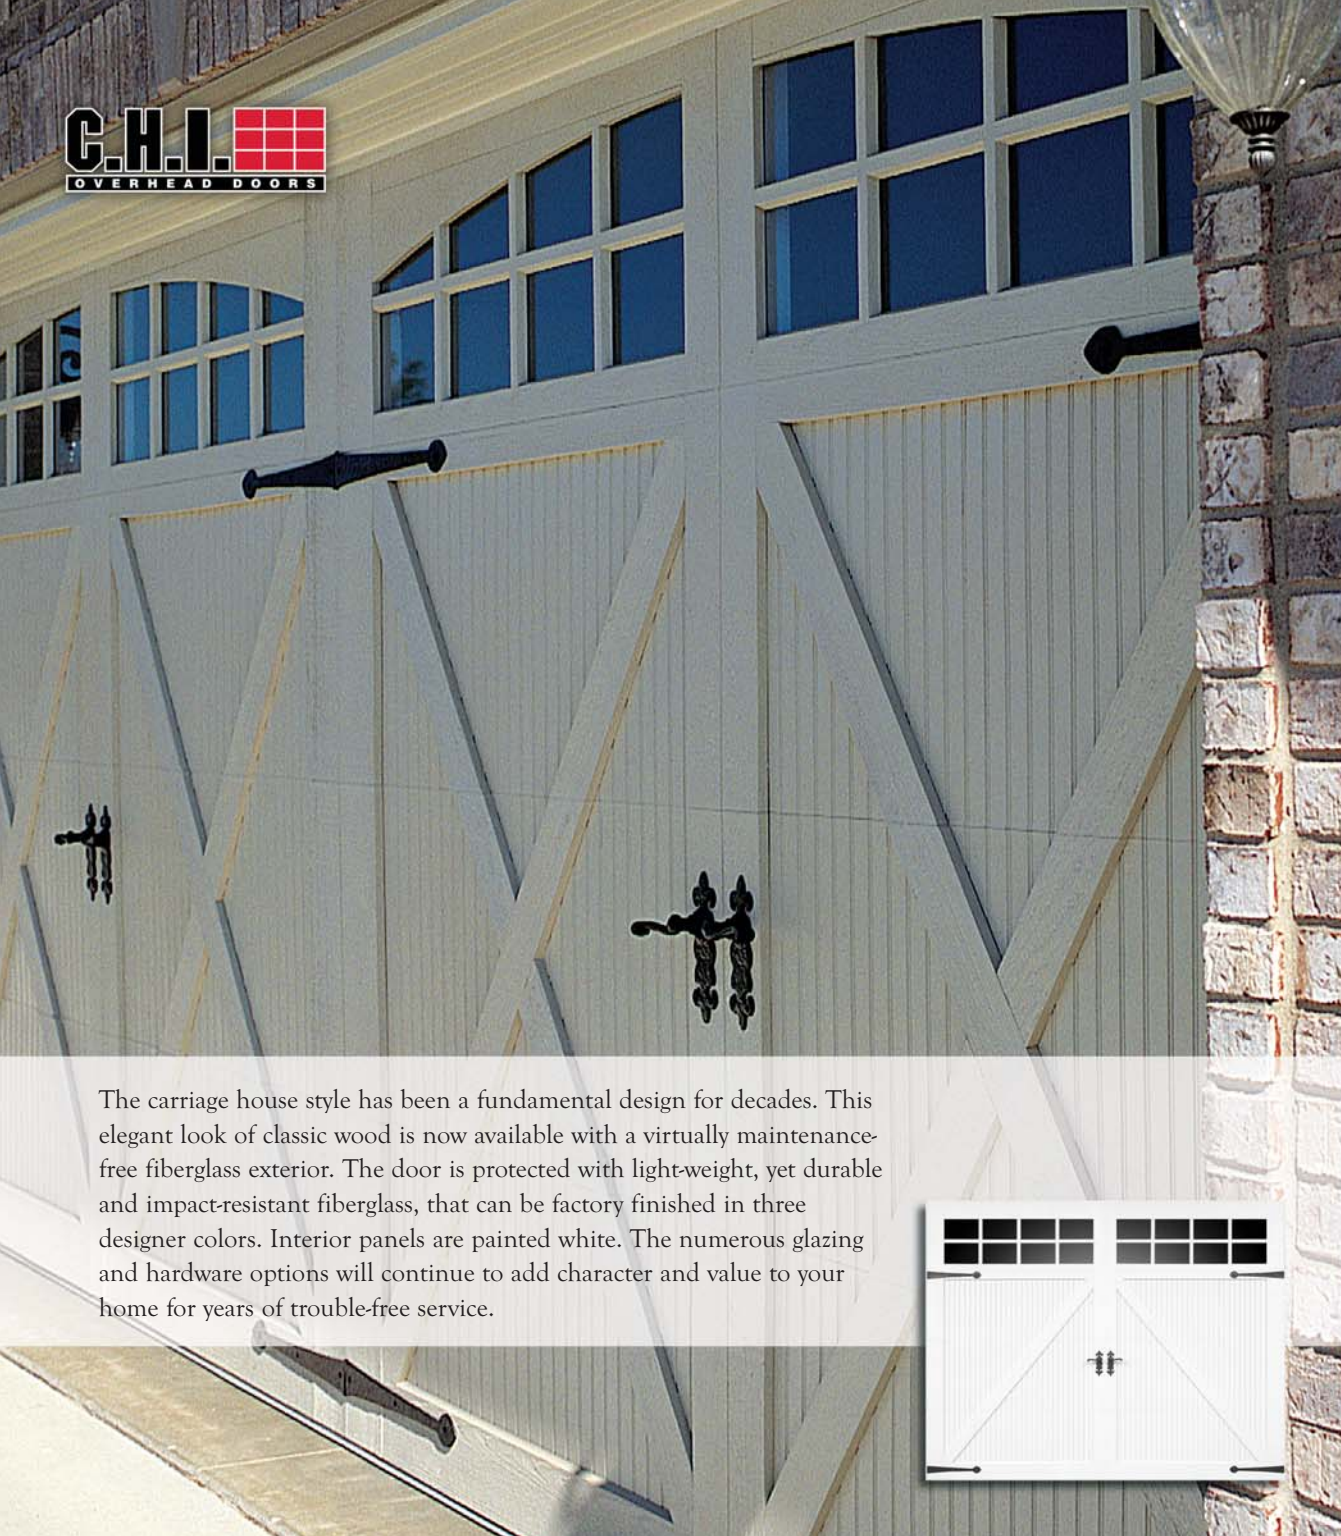 C.H.I.
OVERHEAD DOORS
The carriage house style has been a fundamental design for decades. This
elegant look of classic wood is now available with a virtually maintenance-
free fiberglass exterior. The door is protected with light-weight, yet durable
and impact-resistant fiberglass, that can be factory finished in three
designer colors. Interior panels are painted white. The numerous glazing
and hardware options will continue to add character and value to your
home for years of trouble-free service.